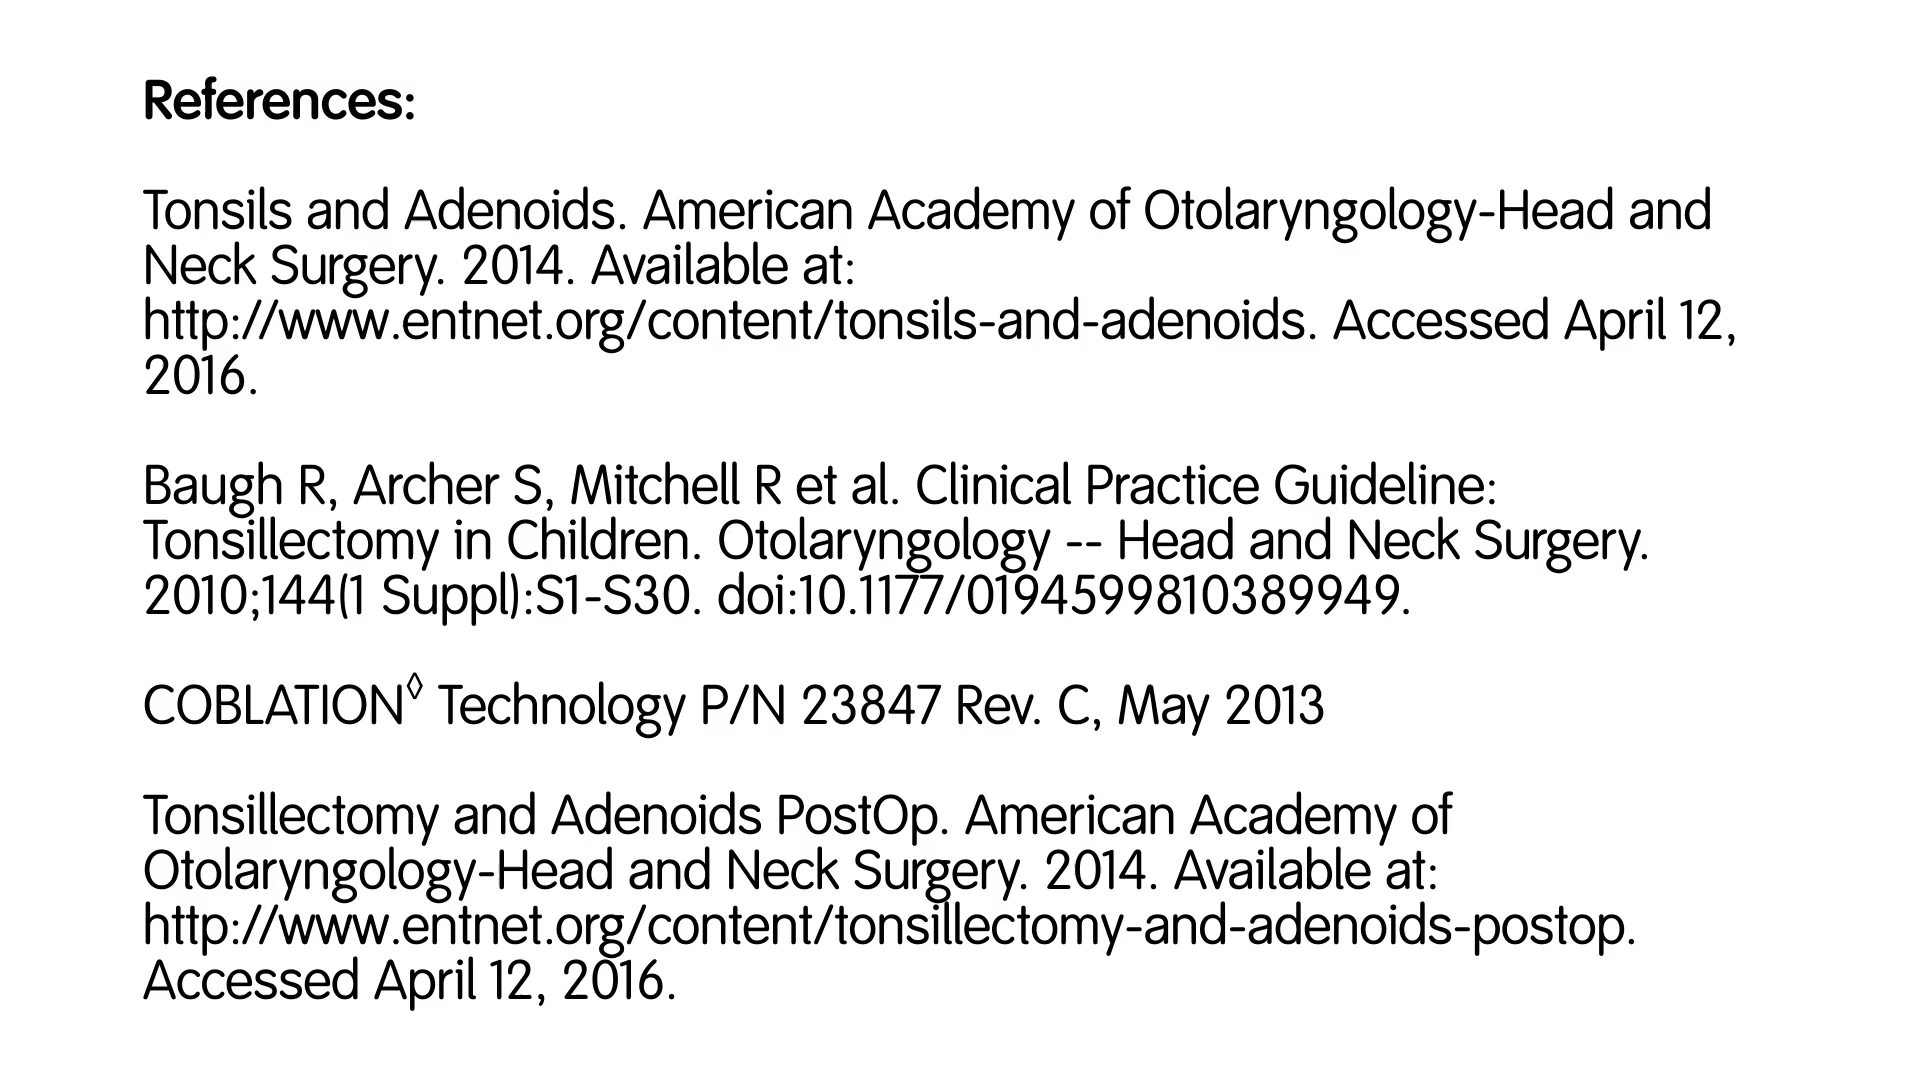 References:
Tonsils and Adenoids. American Academy of Otolaryngology-Head and
Neck Surgery. 2014. Available at:
http://www.entnet.org/content/tonsils-and-adenoids. Accessed April 12,
2016.
Baugh R, Archer S, Mitchell R et al. Clinical Practice Guideline:
Tonsillectomy in Children. Otolaryngology -- Head and Neck Surgery.
2010;144(1 Suppl):S1-S30. doi:10.1177/0194599810389949.
COBLATION◊ Technology P/N 23847 Rev. C, May 2013
Tonsillectomy and Adenoids PostOp. American Academy of
Otolaryngology-Head and Neck Surgery. 2014. Available at:
http://www.entnet.org/content/tonsillectomy-and-adenoids-postop.
Accessed April 12, 2016.